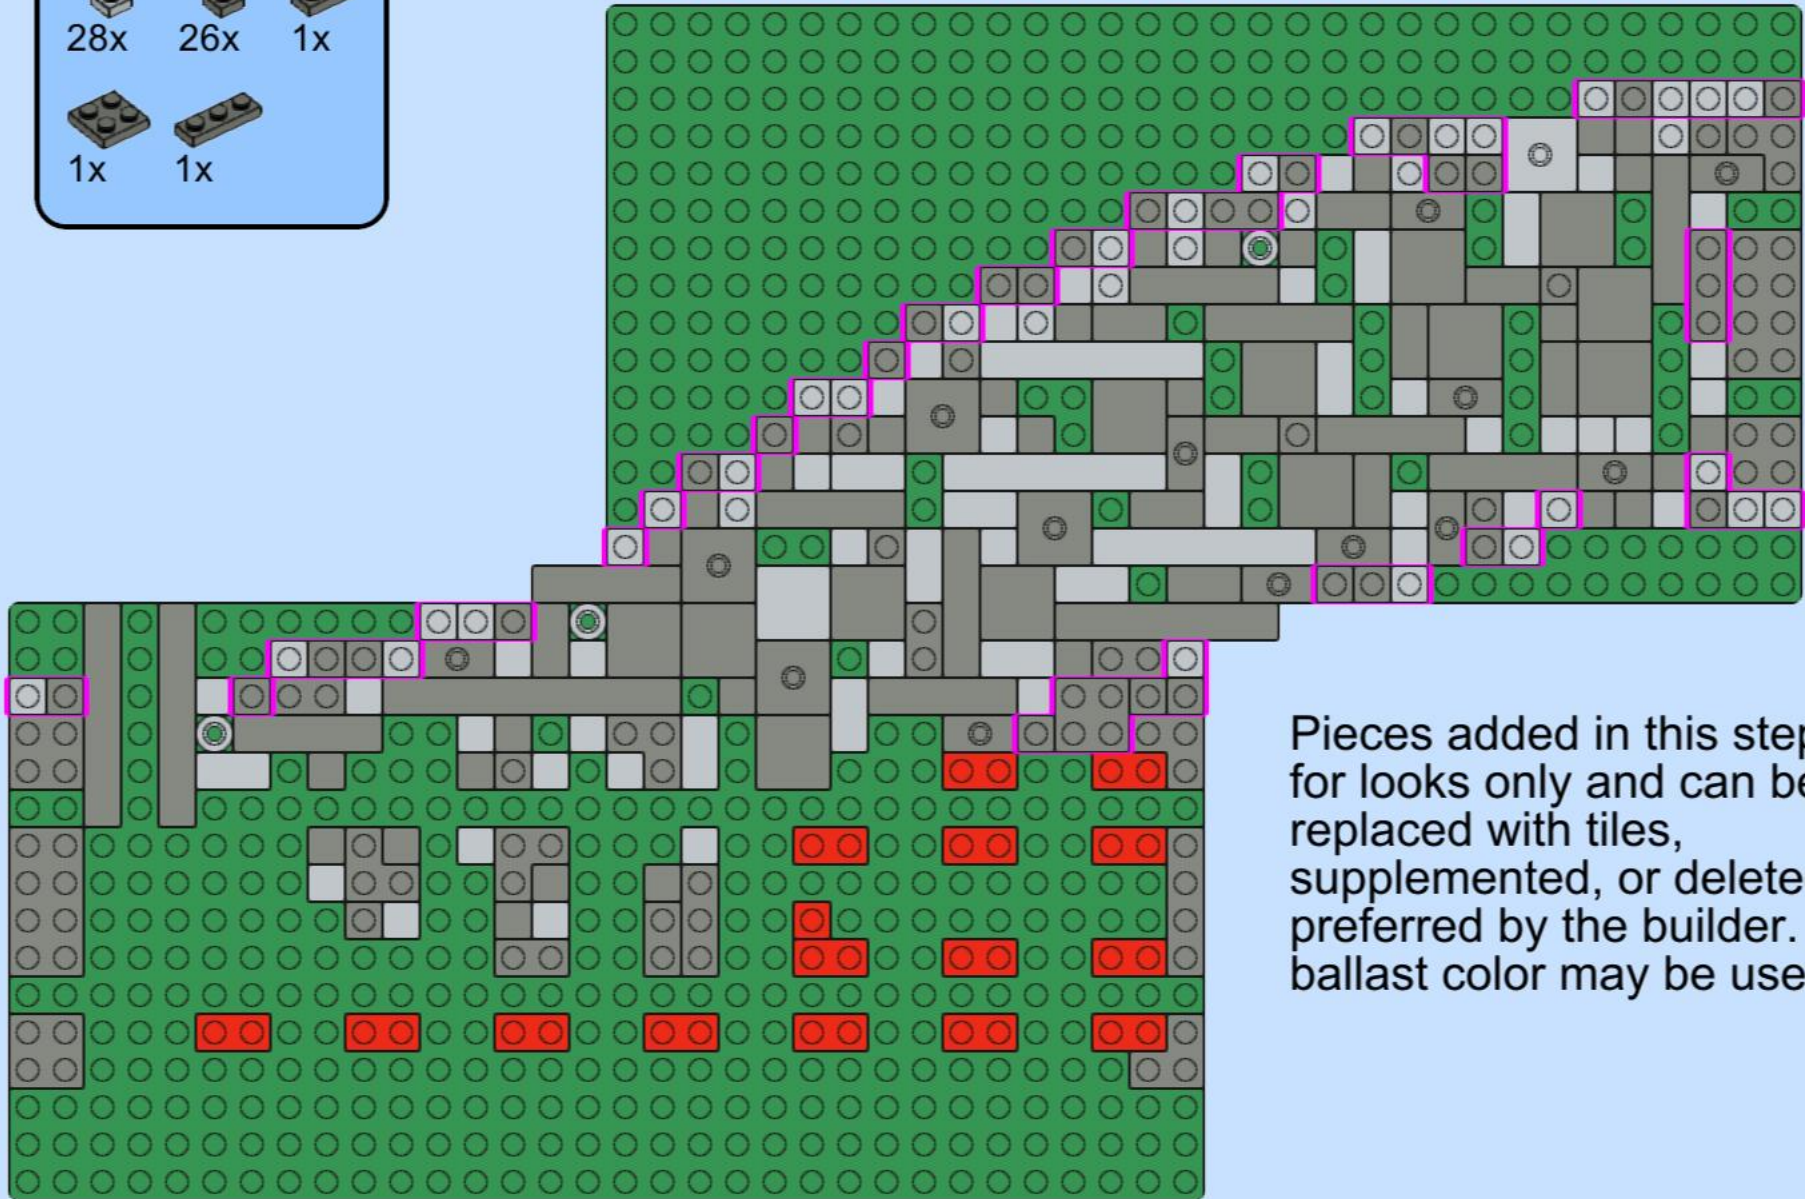 28x 26x 1x
1x 1x
Pieces added in this step
for looks only and can be
replaced with tiles,
supplemented, or delete
preferred by the builder.
ballast color may be use